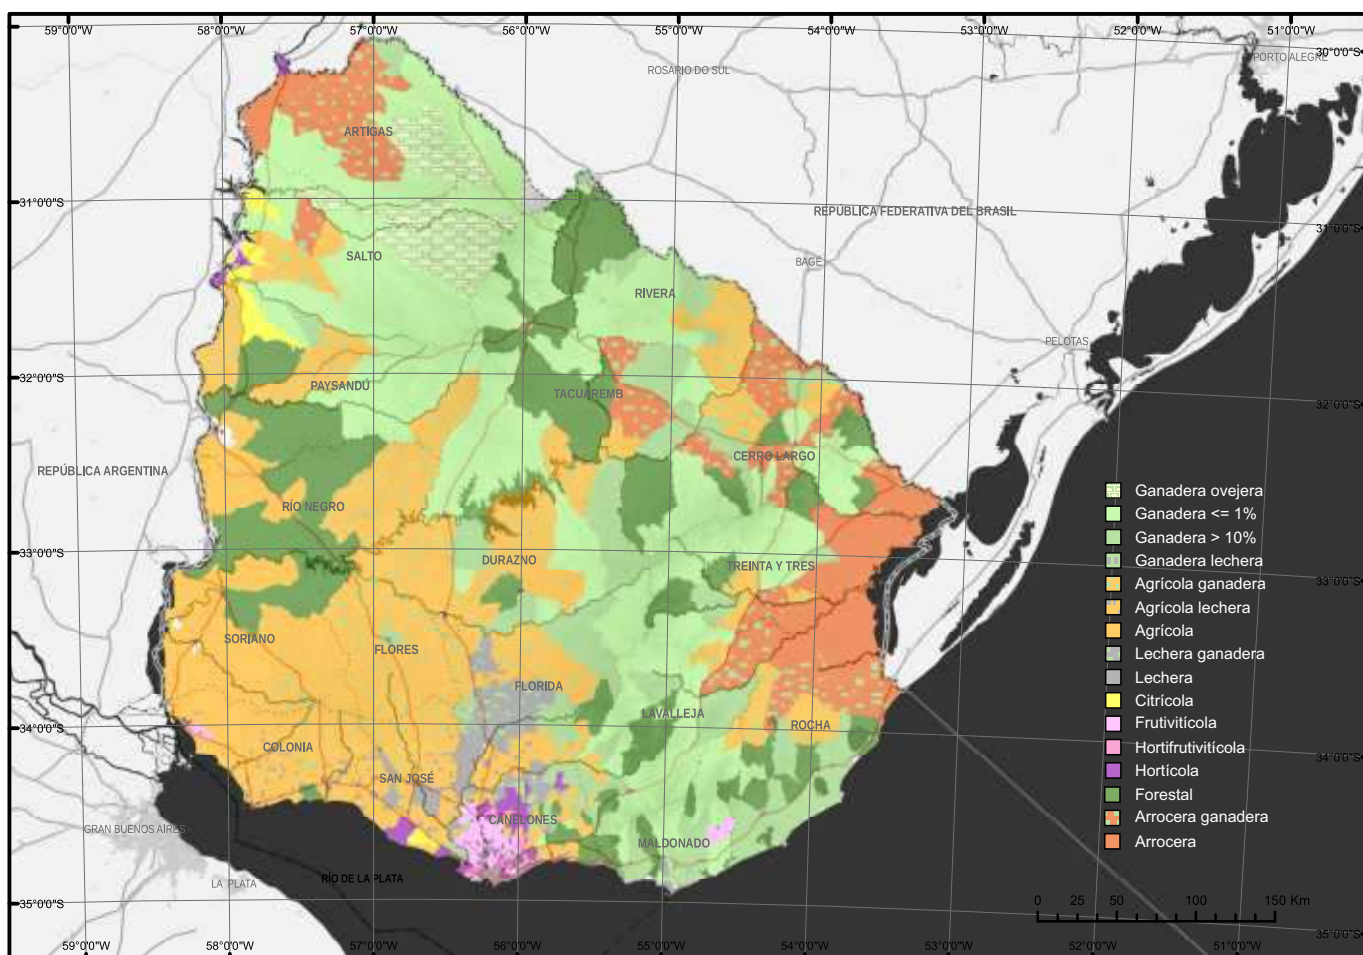 59°0'0"W 58°0'0"W 57°0'0"W 56°0'0"W 55°0'0"W 54°0'0"W 53°0'0"W 52°0'0"W 51°0'0"W
30°0'0"S
PORTO ALEGRE
ROSARIO DO SUL
ARTIGAS
31°0'0"S
REPÚBLICA FEDERATIVA DEL BRASIL
31°0'0"S
SALTO
BAGÉ
RIVERA
PELOTAS
32°0'0"S
PAYSANDÚ
TACUAREMB
32°0'0"S
CERRO LARGO
REPÚBLICA ARGENTINA
RÍO NEGRO
33°0'0"S
DURAZNO
TREINTA Y TRES
33°0'0"S
SORIANO
FLORES
FLORIDA
LAVALLEJA
34°0'0"S
ROCHA
COLONIA
34°0'0"S
SAN JOSÉ
CANELONES
GRAN BUENOS AIRES
MALDONADO
RÍO DE LA PLATA
LA PLATA
35°0'0"S
35°0'0"S
Ganadera ovejera
Ganadera <= 1%
Ganadera > 10%
Ganadera lechera
Agrícola ganadera
Agrícola lechera
Agrícola
Lechera ganadera
Lechera
Citrícola
Frutivitícola
Hortifrutivitícola
Hortícola
Forestal
Arrocera ganadera
Arrocera
0 25 50 100 150 Km
59°0'0"W 58°0'0"W 57°0'0"W 56°0'0"W 55°0'0"W 54°0'0"W 53°0'0"W 52°0'0"W 51°0'0"W